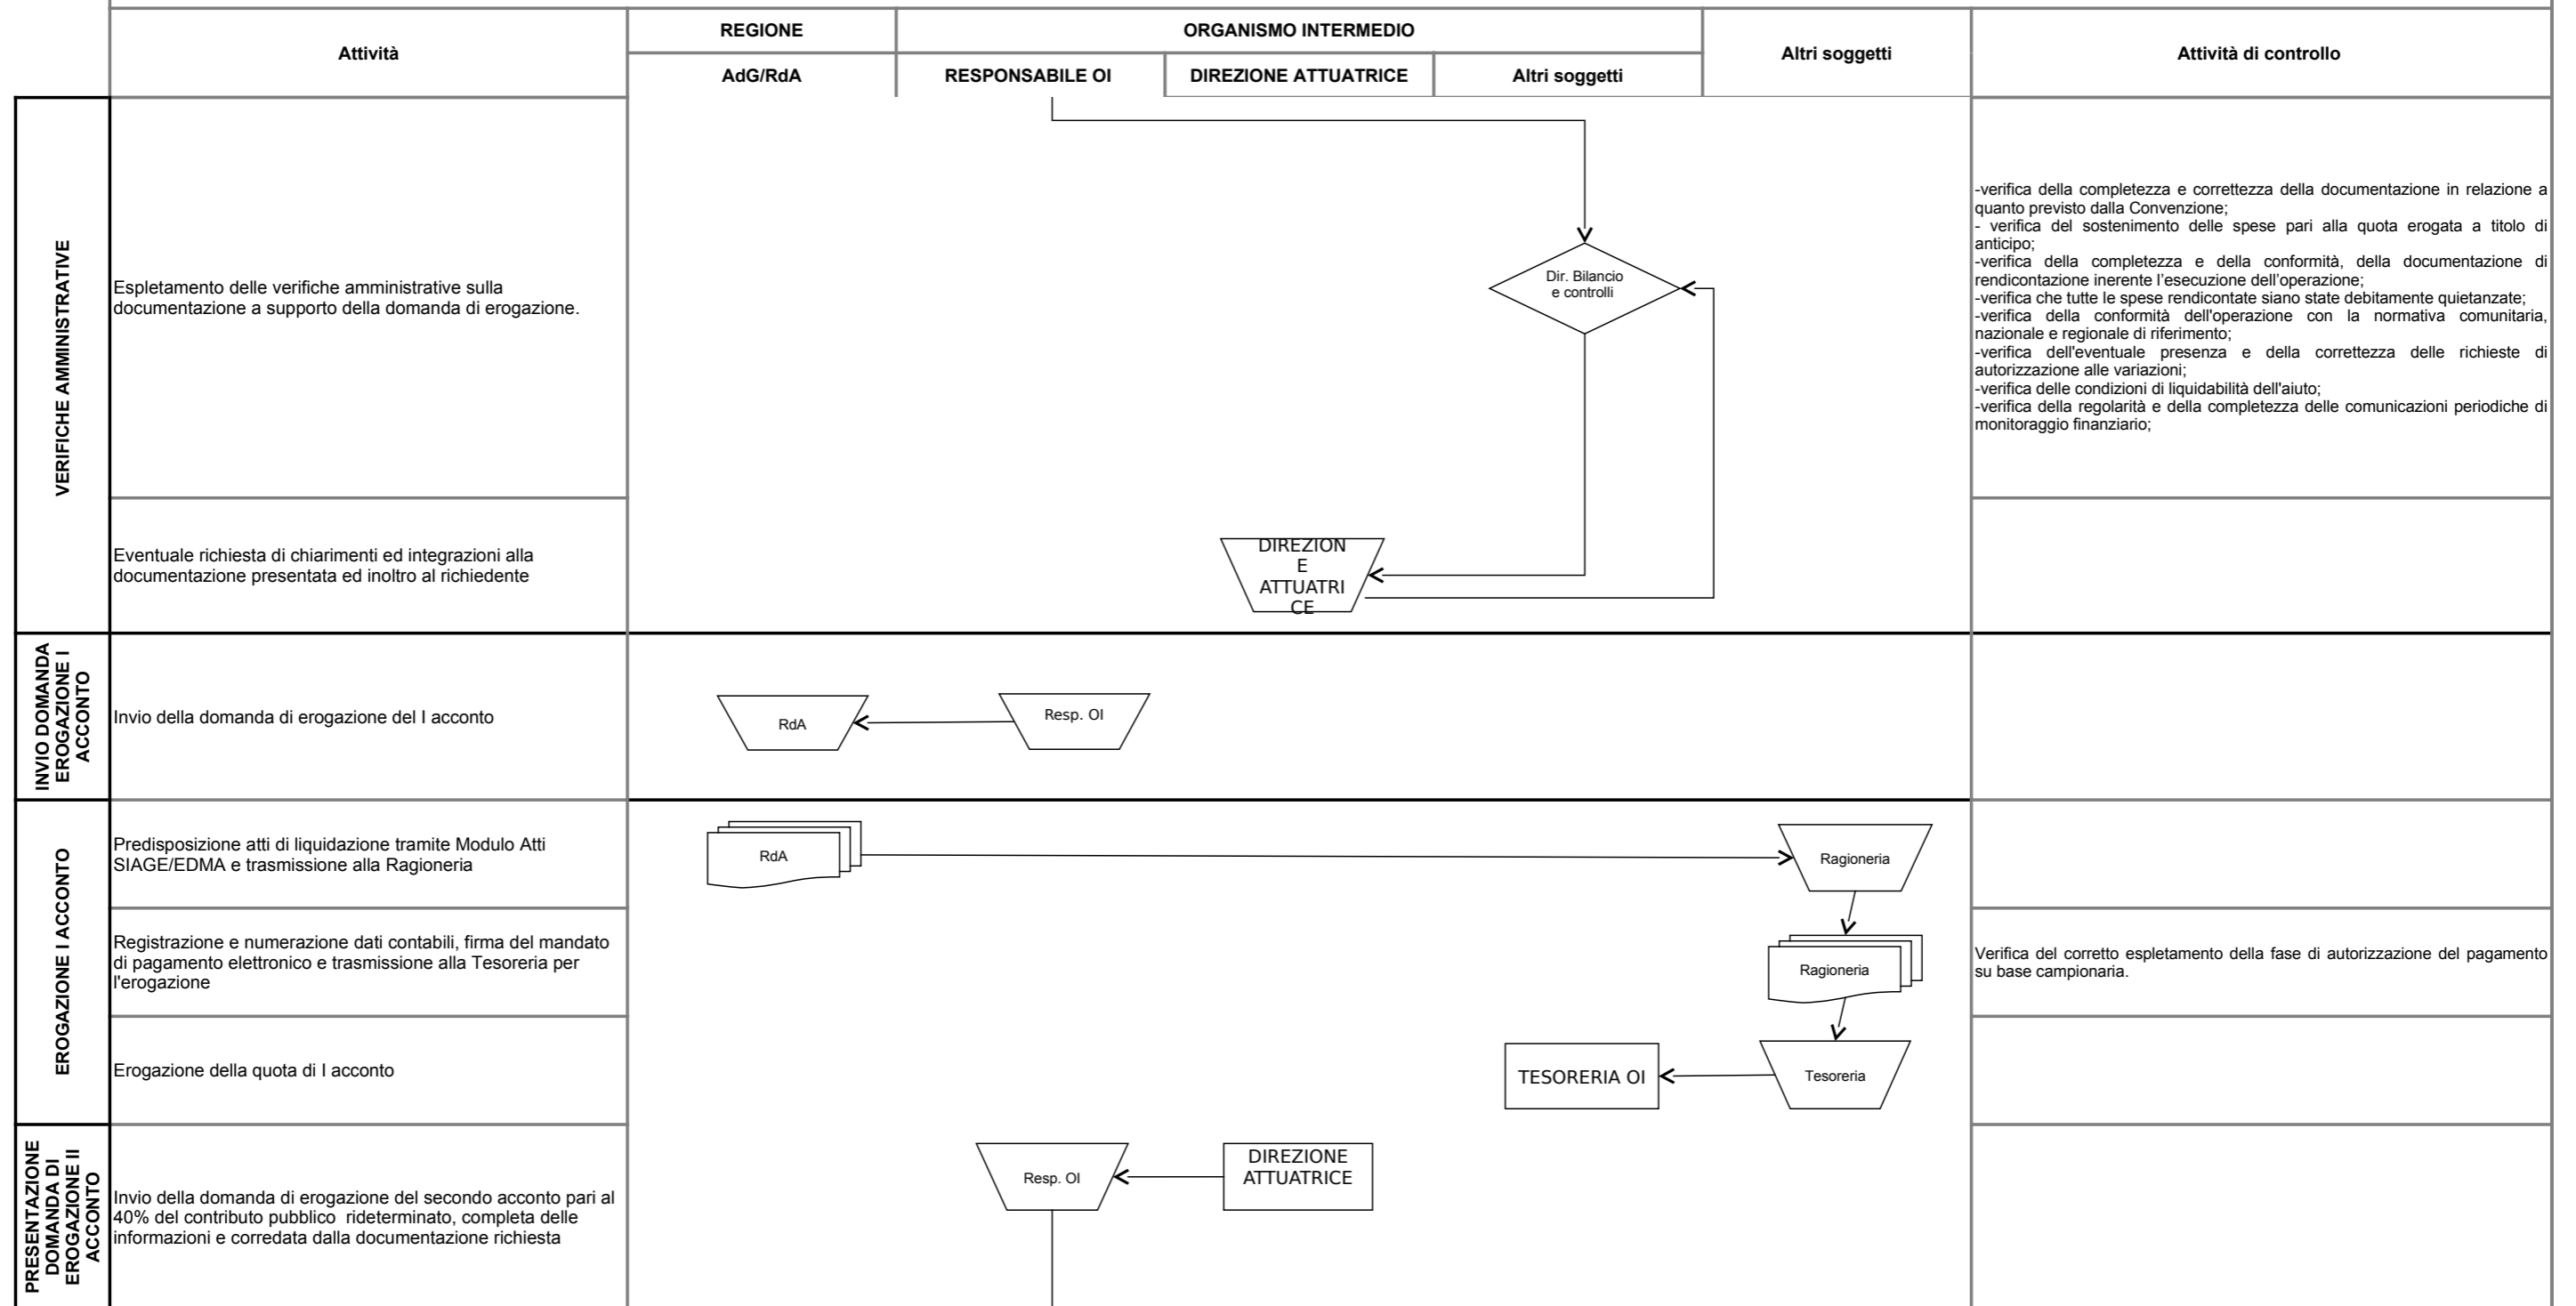 Attività
REGIONE
ORGANISMO INTERMEDIO
Altri soggetti
Attività di controllo
AdG/RdA
RESPONSABILE OI
DIREZIONE ATTUATRICE
Altri soggetti
VERIFICHE AMMINISTRATIVE
Espletamento delle verifiche amministrative sulla
documentazione a supporto della domanda di erogazione.
Dir. Bilancio
e controlli
-verifica della completezza e correttezza della documentazione in relazione a
quanto previsto dalla Convenzione;
- verifica del sostenimento delle spese pari alla quota erogata a titolo di
anticipo;
-verifica della completezza e della conformità, della documentazione di
rendicontazione inerente l'esecuzione dell'operazione;
-verifica che tutte le spese rendicontate siano state debitamente quietanzate;
-verifica della conformità dell'operazione con la normativa comunitaria,
nazionale e regionale di riferimento;
-verifica dell'eventuale presenza e della correttezza delle richieste di
autorizzazione alle variazioni;
-verifica delle condizioni di liquidabilità dell'aiuto;
-verifica della regolarità e della completezza delle comunicazioni periodiche di
monitoraggio finanziario;
Eventuale richiesta di chiarimenti ed integrazioni alla
documentazione presentata ed inoltro al richiedente
DIREZION
E
ATTUATRI
CE
INVIO DOMANDA
EROGAZIONE I
ACCONTO
Invio della domanda di erogazione del I acconto
RdA
Resp. OI
EROGAZIONE I ACCONTO
Predisposizione atti di liquidazione tramite Modulo Atti
SIAGE/EDMA e trasmissione alla Ragioneria
RdA
Ragioneria
Registrazione e numerazione dati contabili, firma del mandato
di pagamento elettronico e trasmissione alla Tesoreria per
l'erogazione
Ragioneria
Verifica del corretto espletamento della fase di autorizzazione del pagamento
su base campionaria.
Erogazione della quota di I acconto
TESORERIA OI
Tesoreria
PRESENTAZIONE
DOMANDA DI
EROGAZIONE II
ACCONTO
Invio della domanda di erogazione del secondo acconto pari al
40% del contributo pubblico  rideterminato, completa delle
informazioni e corredata dalla documentazione richiesta
Resp. OI
DIREZIONE
ATTUATRICE